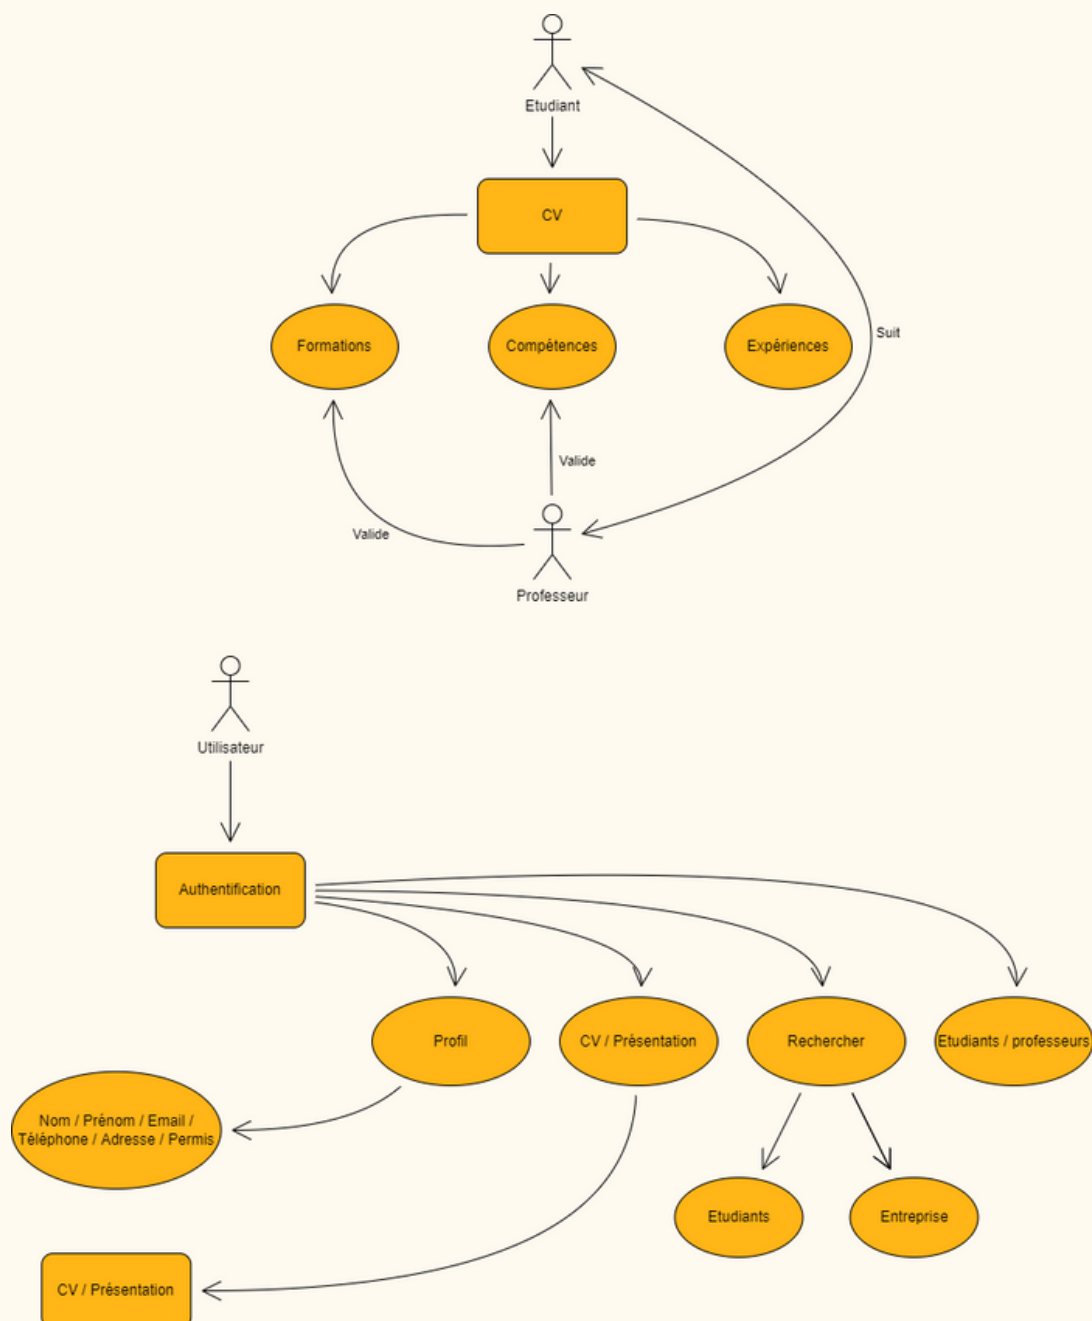 Etudiant
CV
Formations
Compétences
Expériences
Suit
Valide
Valide
Professeur
Utilisateur
Authentification
Profil
CV / Présentation
Rechercher
Etudiants / professeurs
Nom / Prénom / Email /
Téléphone / Adresse / Permis
Etudiants
Entreprise
CV / Présentation